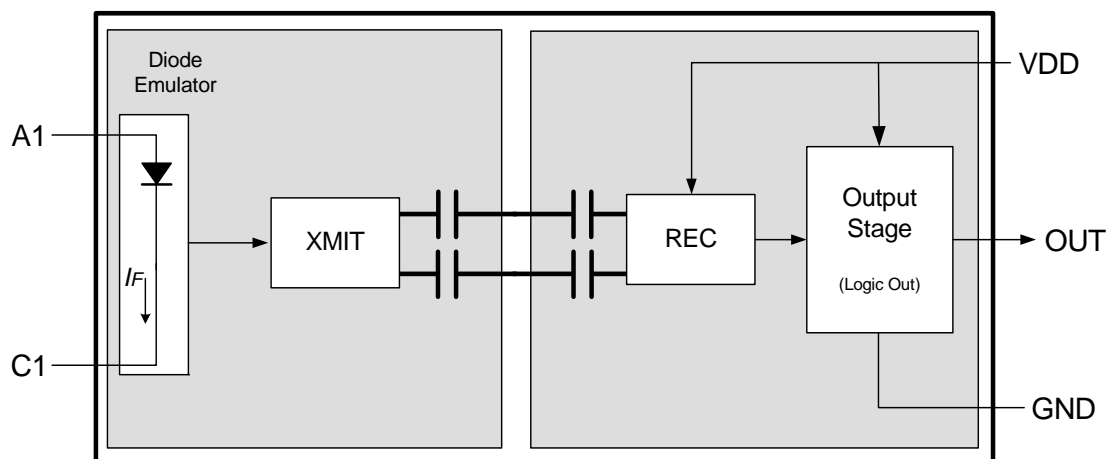 Diode
Emulator
A1
C1
IF
XMIT
REC
Output
Stage
(Logic Out)
VDD
OUT
GND